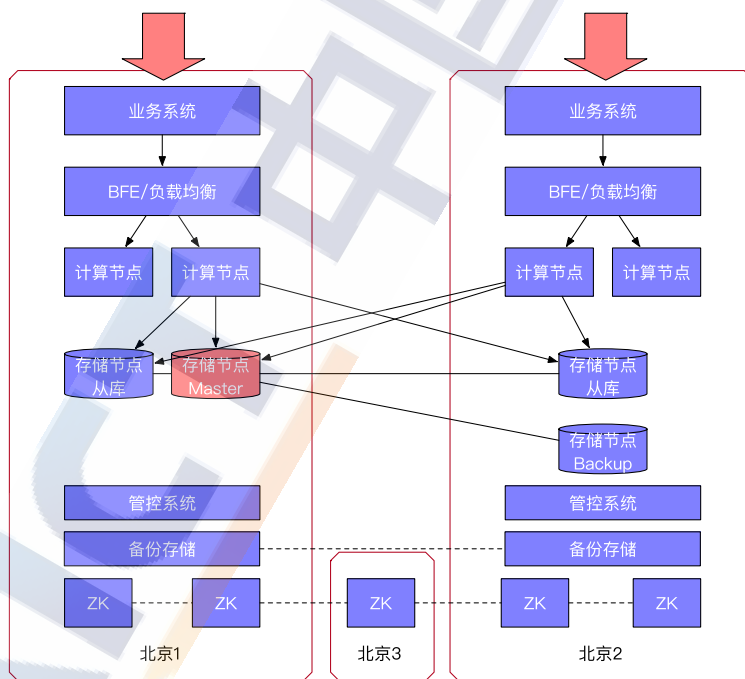 业务系统
业务系统
BFE/负载均衡
BFE/负载均衡
计算节点
计算节点
计算节点
计算节点
存储节点
从库
存储节点
Master
存储节点
从库
存储节点
Backup
管控系统
管控系统
备份存储
备份存储
ZK
ZK
ZK
ZK
ZK
北京1
北京3
北京2